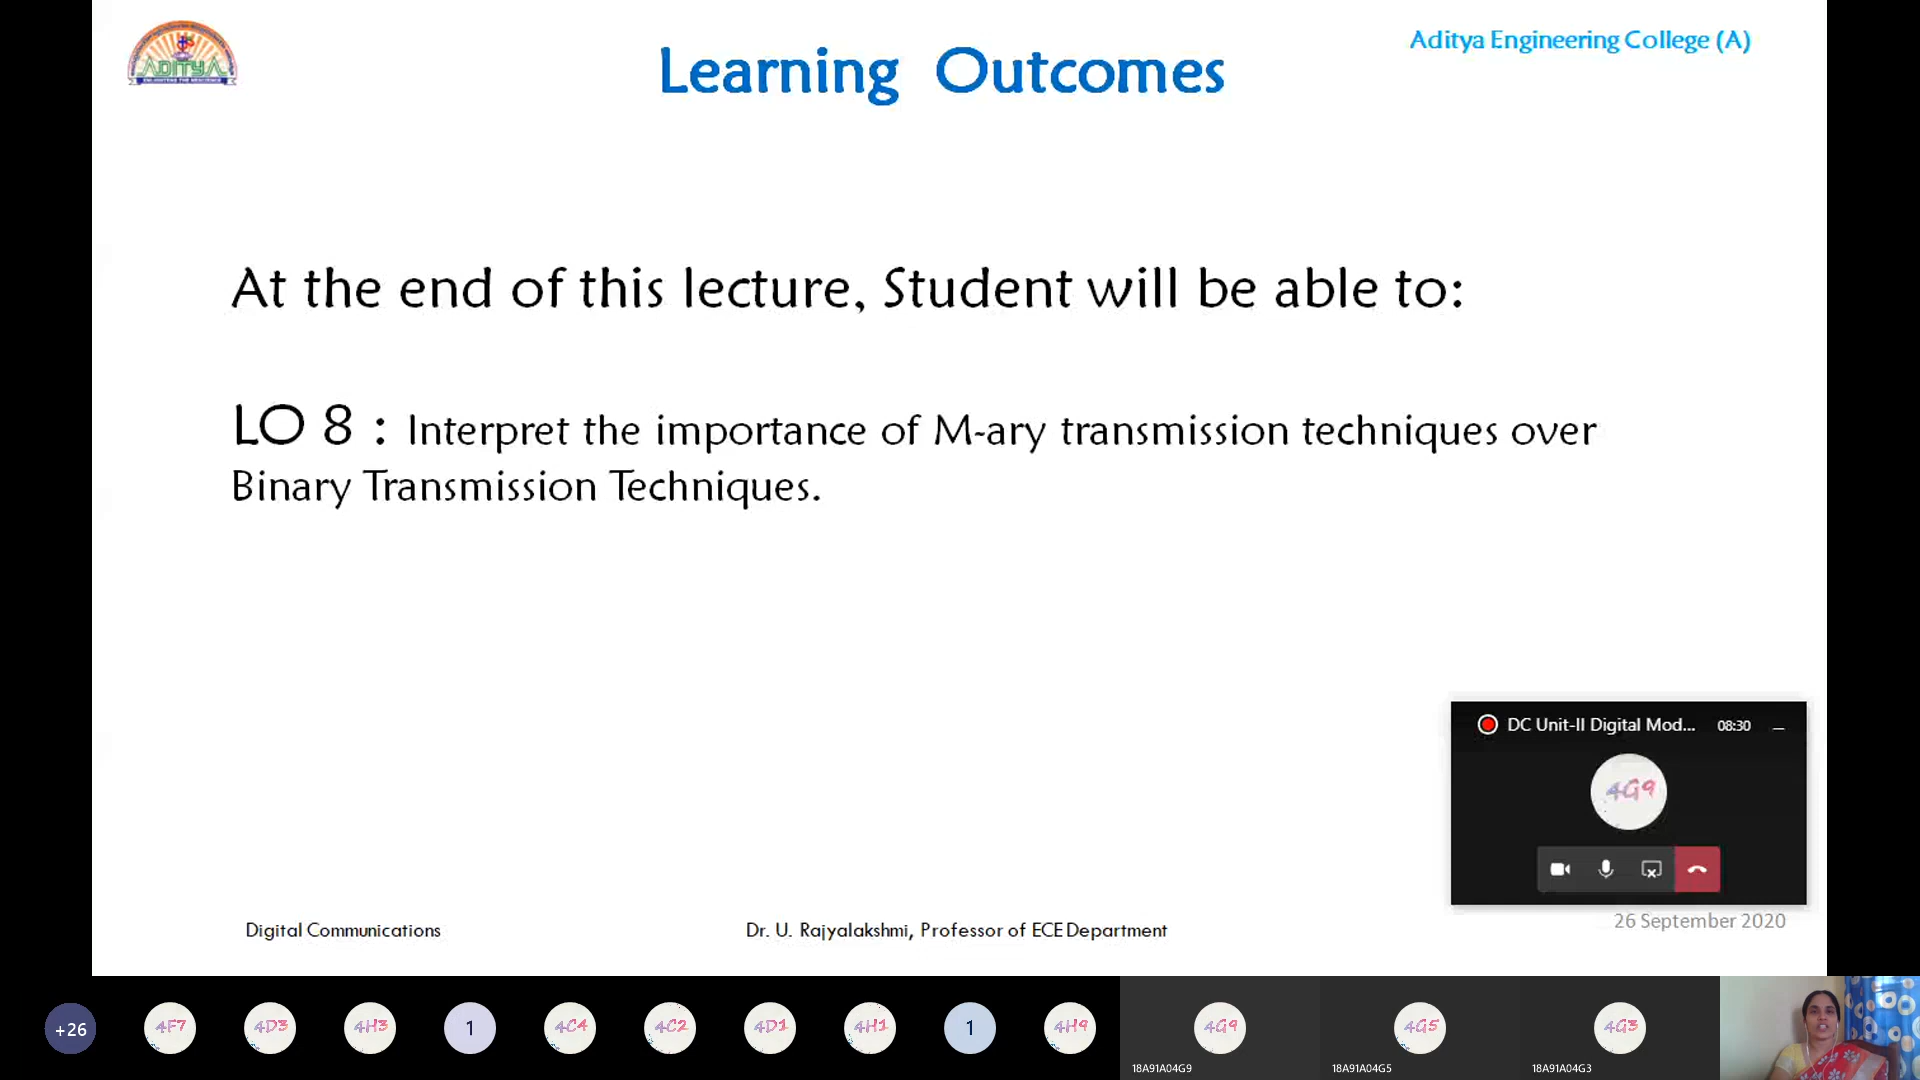 ADITYA
Learning Outcomes
Aditya Engineering College (A)
At the end of this lecture, Student will be able to:
LO 8 : Interpret the importance of M-ary transmission techniques over
Binary Transmission Techniques.
DC Unit-II Digital Mod... 08:30
4G9
Digital Communications
Dr. U. Rajyalakshmi, Professor of ECE Department
26 September 2020
+26
4F7
4D3
4H3
1
4C4
4C2
4D1
4H1
1
4H9
4G9
4G5
4G3
18A91A04G9
18A91A04G5
18A91A04G3